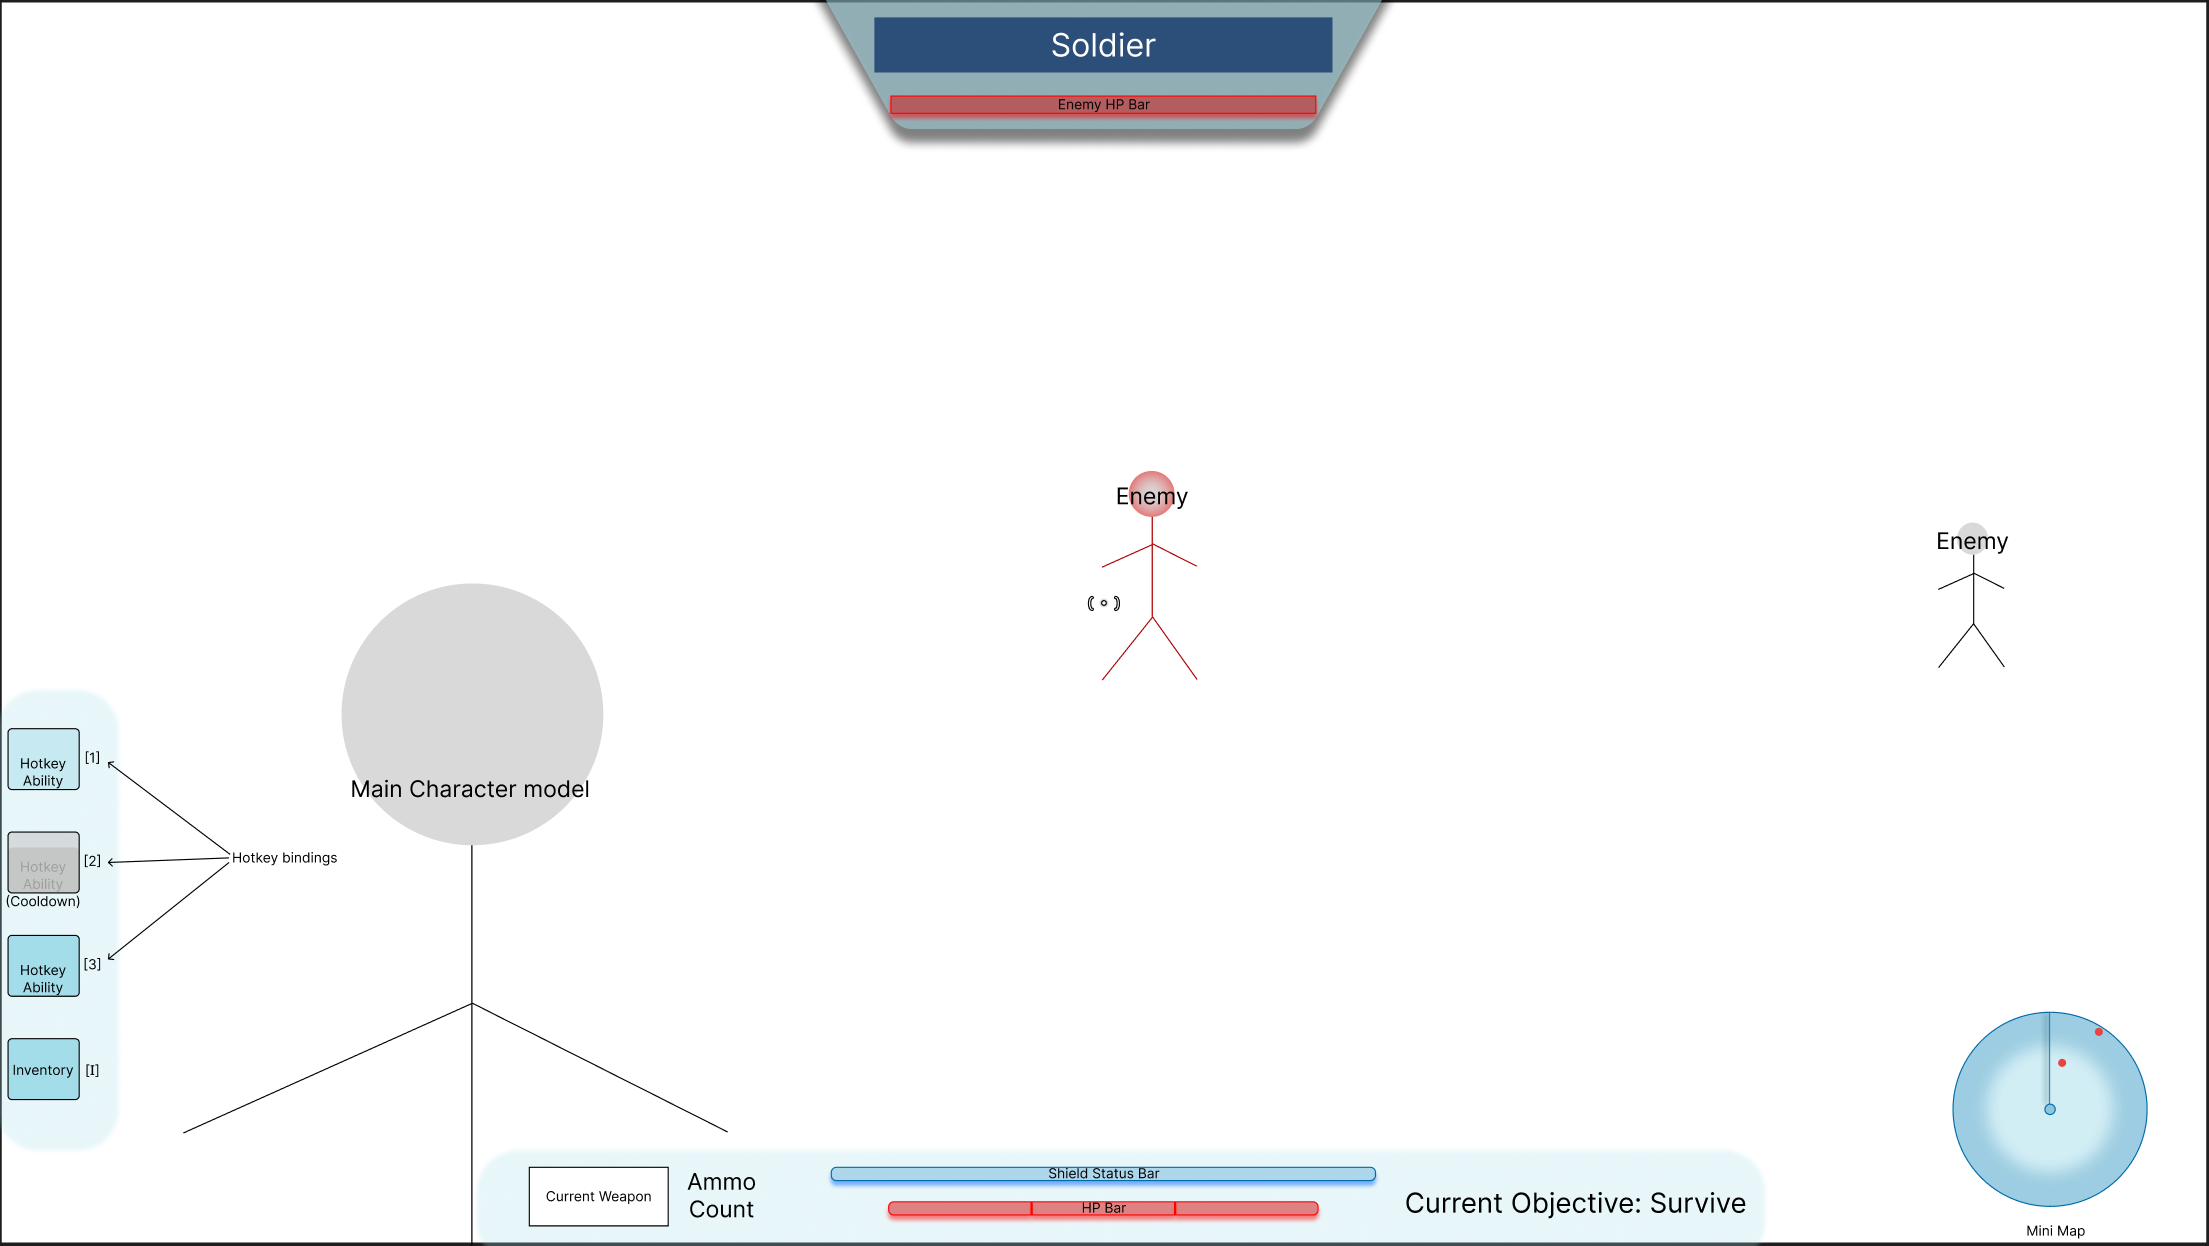 Soldier
Enemy HP Bar
Enemy
Enemy
Main Character model
Hotkey
Ability
[1]
Hotkey
Ability
[2]
(Cooldown)
Hotkey bindings
Hotkey
Ability
[3]
Inventory
[I]
Current Weapon
Ammo
Count
Shield Status Bar
HP Bar
Current Objective: Survive
Mini Map